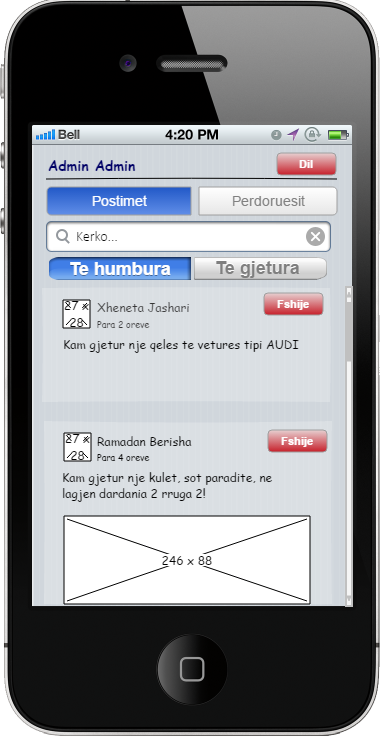 Bell 4:20 PM
Admin Admin Dil
Postimet Perdoruesit
Kerko...
Te humbura Te gjetura
27 x 28 Xheneta Jashari Fshije
Para 2 oreve
Kam gjetur nje qeles te vetures tipi AUDI
27 x 28 Ramadan Berisha Fshije
Para 4 oreve
Kam gjetur nje kulet, sot paradite, ne
lagjen dardania 2 rruga 2!
246 x 88